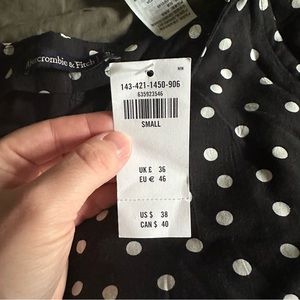 Abercrombie & Fitch
143-421-1450-906
635923546
SMALL
UK £ 36
EU € 46
US $ 38
CAN $ 40